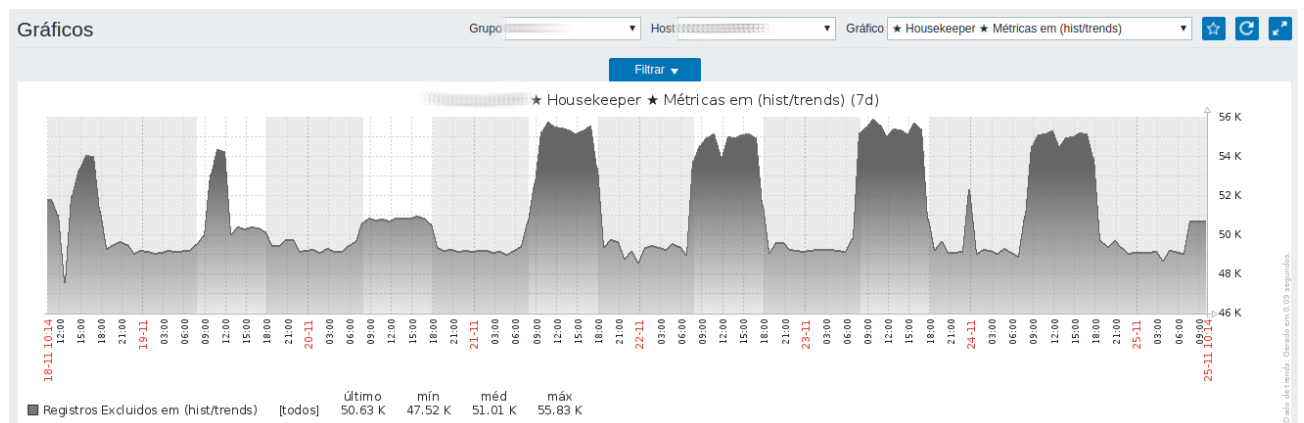 Gráficos
Grupo ▼ Host ▼ Gráfico ★ Housekeeper ★ Métricas em (hist/trends) ▼
Filtrar
★ Housekeeper ★ Métricas em (hist/trends) (7d)
56 K
54 K
52 K
50 K
48 K
46 K
18-11 10:14 12:00 15:00 18:00 21:00 19-11 03:00 06:00 09:00 12:00 15:00 18:00 21:00 20-11 03:00 06:00 09:00 12:00 15:00 18:00 21:00 21-11 03:00 06:00 09:00 12:00 15:00 18:00 21:00 22-11 03:00 06:00 09:00 12:00 15:00 18:00 21:00 23-11 03:00 06:00 09:00 12:00 15:00 18:00 21:00 24-11 03:00 06:00 09:00 12:00 15:00 18:00 21:00 25-11 03:00 06:00 09:00 25-11 10:14
último mín méd máx
Registros Excluidos em (hist/trends) [todos] 50.63 K 47.52 K 51.01 K 55.83 K
Dado de trends. Gerado em 0.09 segundos.